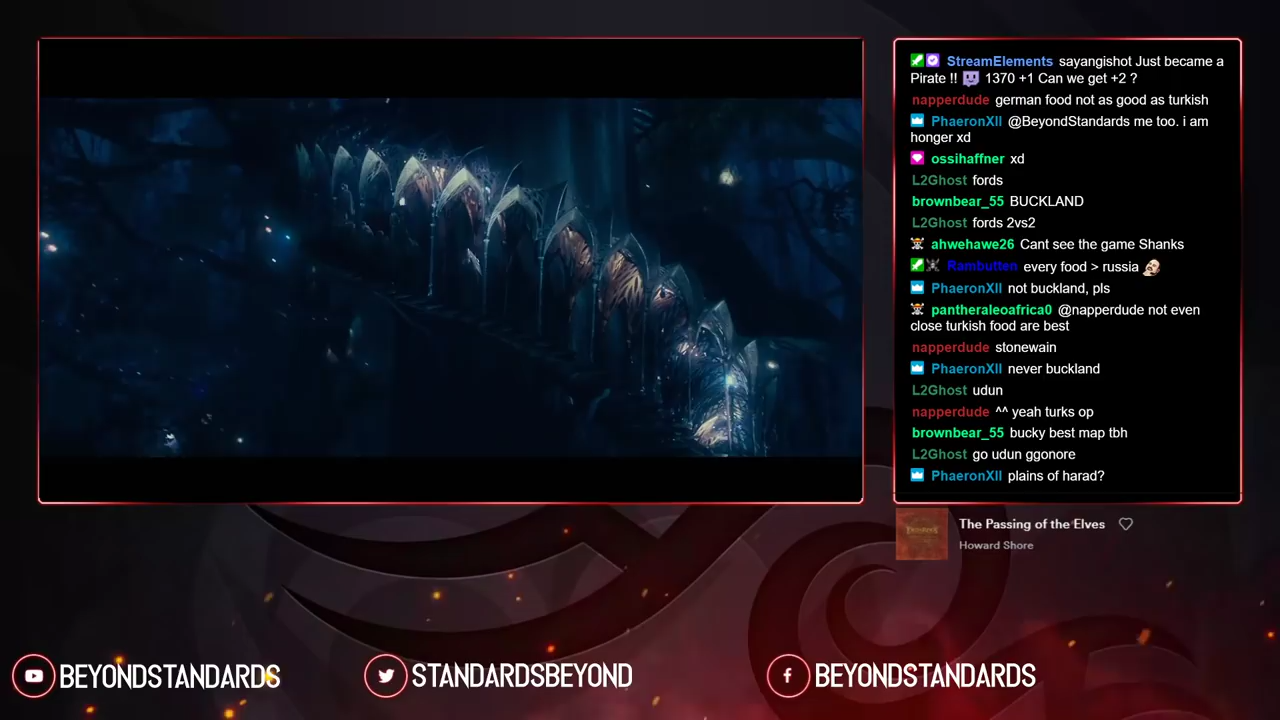 StreamElements sayangishot Just became a
Pirate !! 1370 +1 Can we get +2 ?
napperdude german food not as good as turkish
PhaeronXII @BeyondStandards me too. i am
honger xd
ossihaffner xd
L2Ghost fords
brownbear_55 BUCKLAND
L2Ghost fords 2vs2
ahwehawe26 Cant see the game Shanks
Rambutten every food > russia
PhaeronXII not buckland, pls
pantheraleoafrica0 @napperdude not even
close turkish food are best
napperdude stonewain
PhaeronXII never buckland
L2Ghost udun
napperdude ^^ yeah turks op
brownbear_55 bucky best map tbh
L2Ghost go udun ggonore
PhaeronXII plains of harad?
The Passing of the Elves
Howard Shore
BEYONDSTANDARDS
STANDARDSBEYOND
BEYONDSTANDARDS